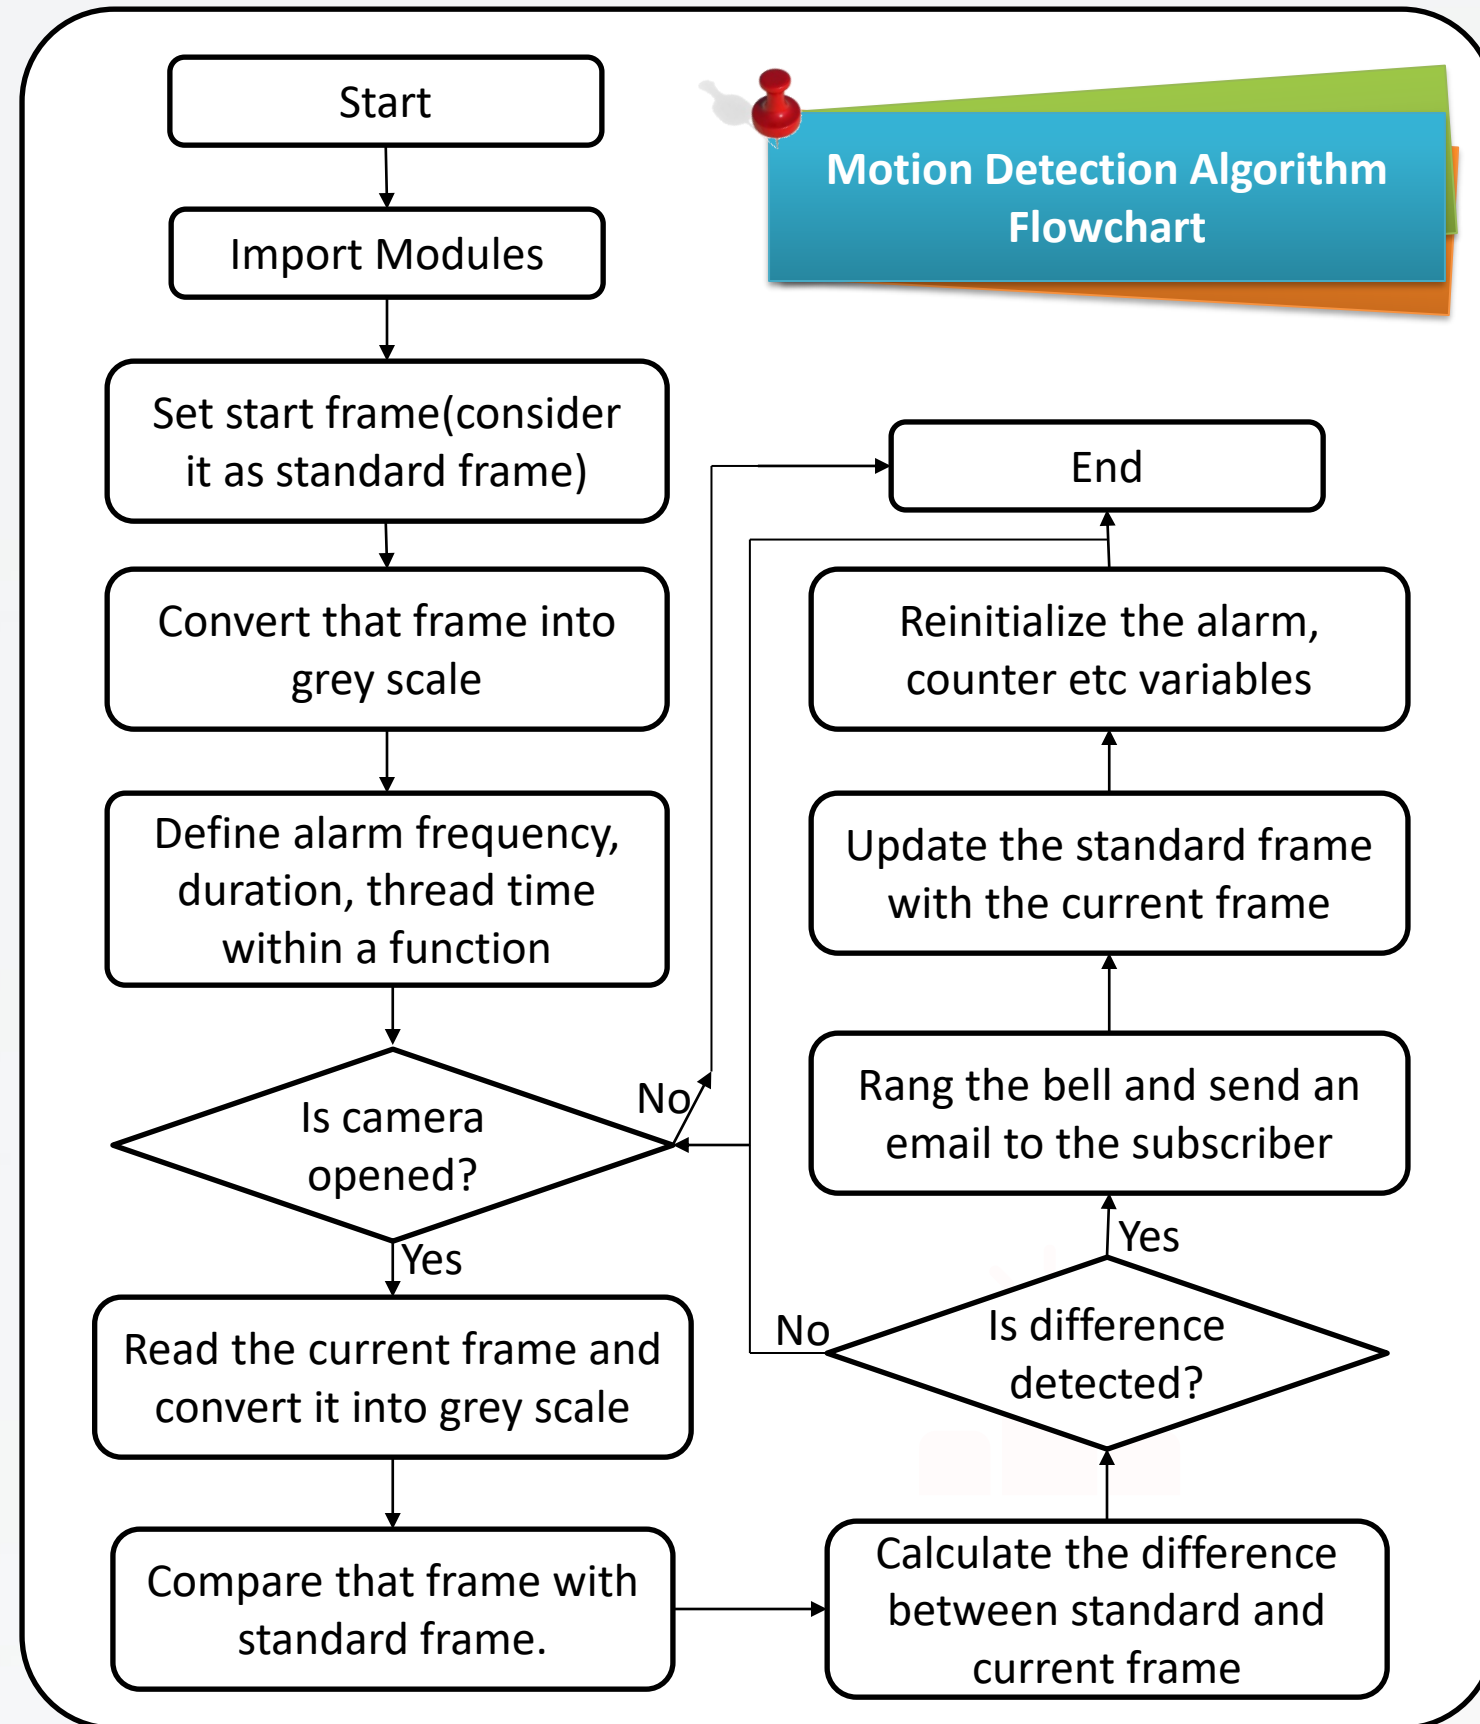 Motion Detection Algorithm
Flowchart
Start
Import Modules
Set start frame(consider
it as standard frame)
Convert that frame into
grey scale
Define alarm frequency,
duration, thread time
within a function
Is camera
opened?
No
Yes
Read the current frame and
convert it into grey scale
Compare that frame with
standard frame.
Calculate the difference
between standard and
current frame
Is difference
detected?
No
Yes
Rang the bell and send an
email to the subscriber
Update the standard frame
with the current frame
Reinitialize the alarm,
counter etc variables
End